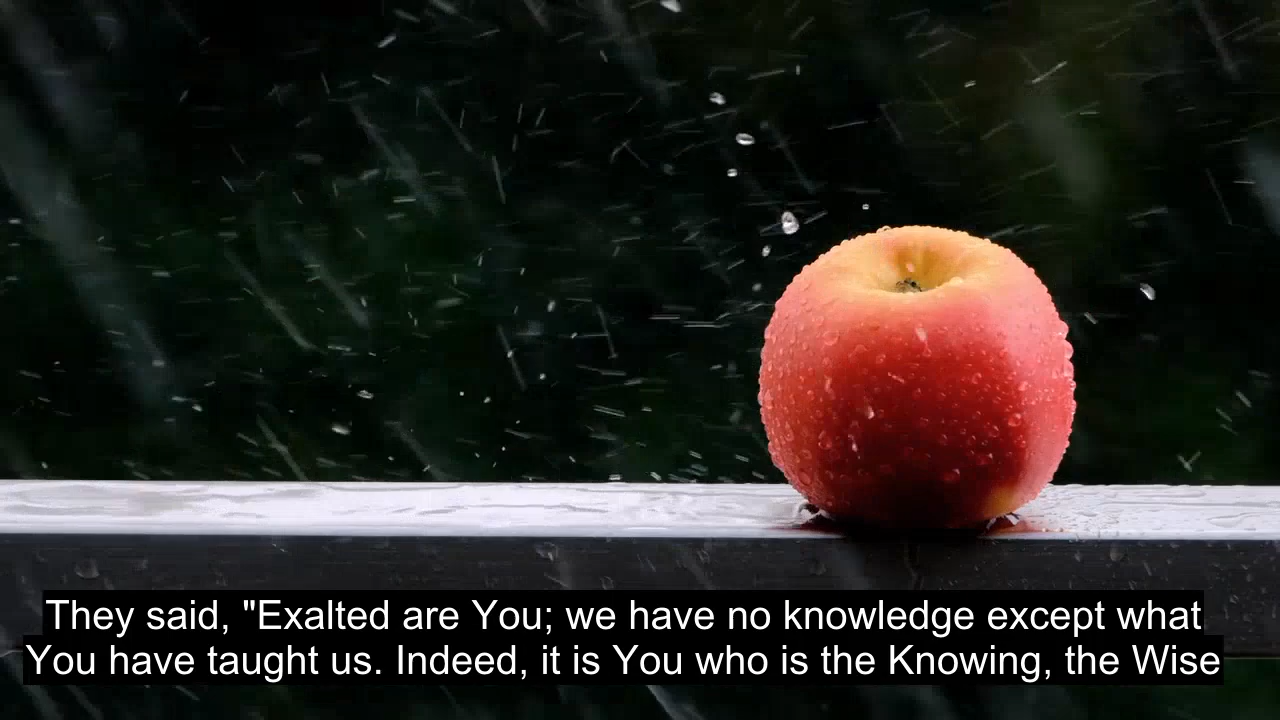 They said, "Exalted are You; we have no knowledge except what
You have taught us. Indeed, it is You who is the Knowing, the Wise